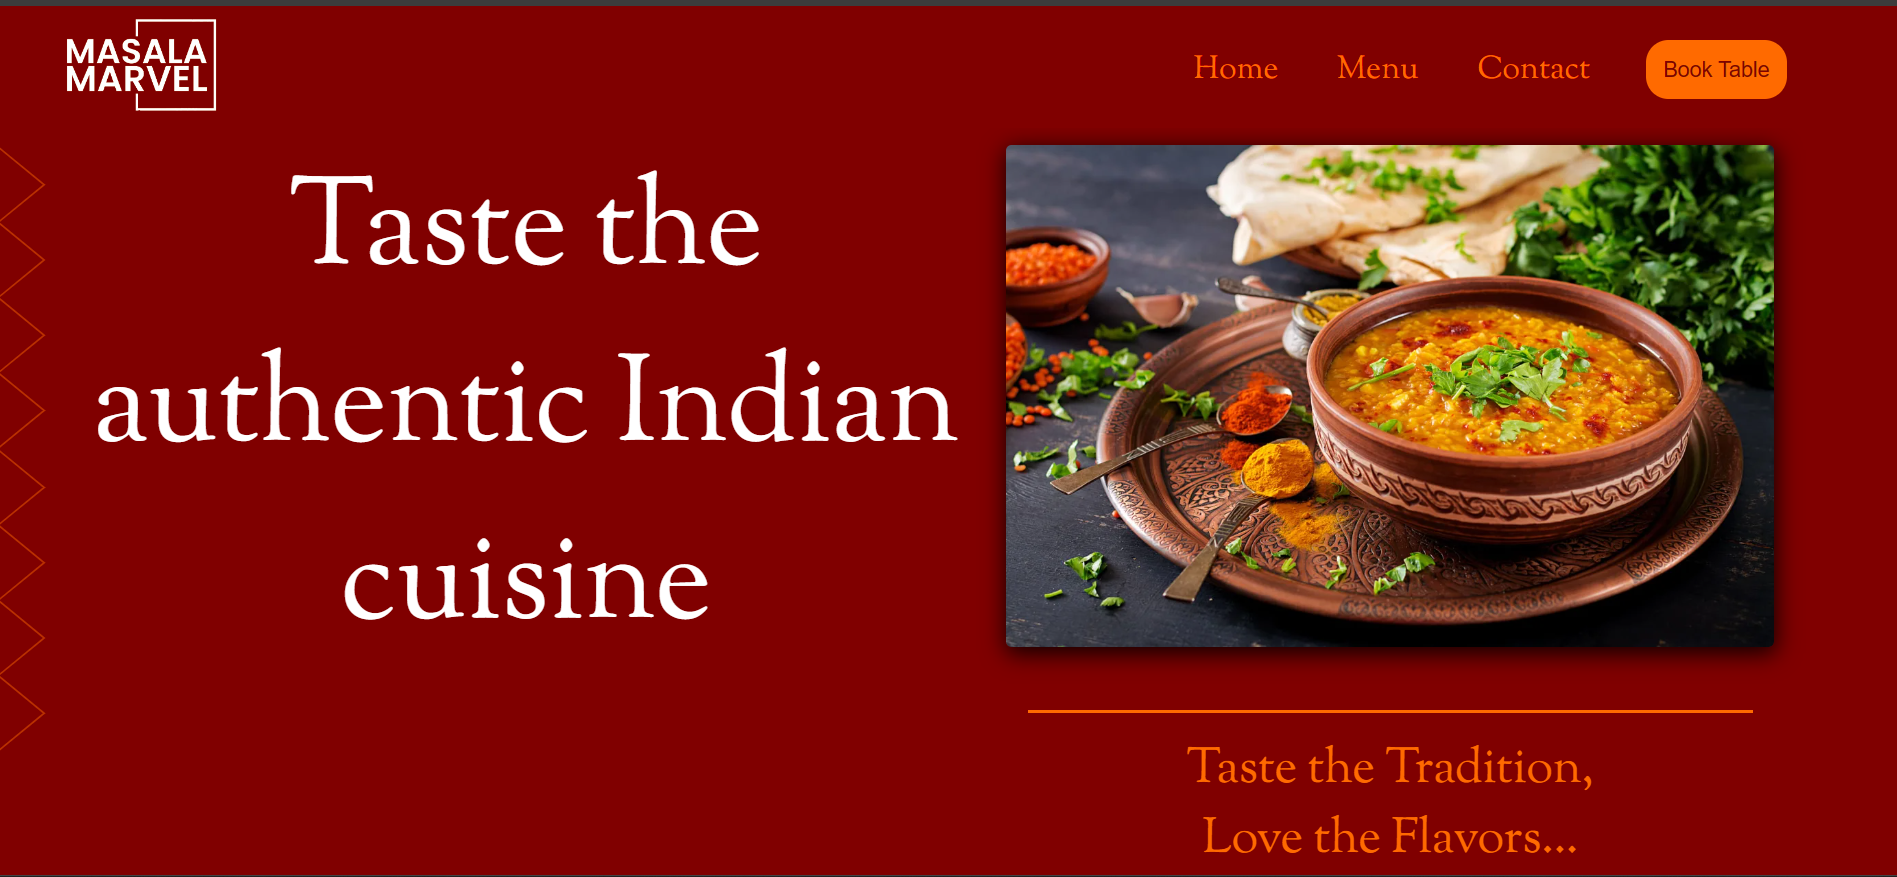 MASALA
MARVEL
Home Menu Contact Book Table
Taste the
authentic Indian
cuisine
Taste the Tradition,
Love the Flavors...